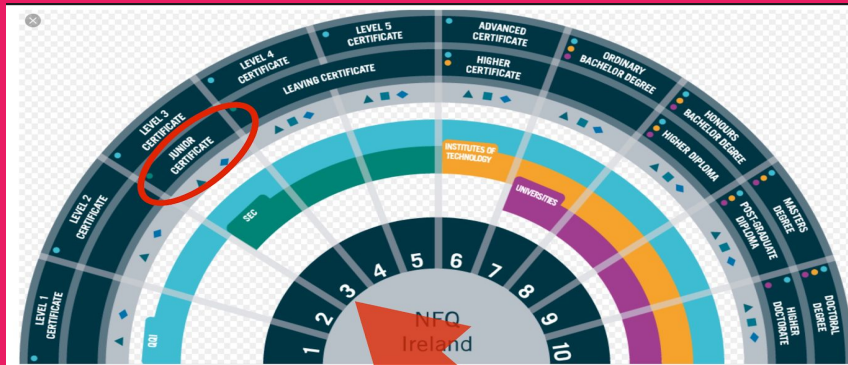 LEVEL 1
CERTIFICATE
LEVEL 2
CERTIFICATE
LEVEL 3
CERTIFICATE
JUNIOR
CERTIFICATE
LEVEL 4
CERTIFICATE
LEVEL 5
CERTIFICATE
LEAVING CERTIFICATE
ADVANCED
CERTIFICATE
HIGHER
CERTIFICATE
ORDINARY
BACHELOR DEGREE
HONOURS
BACHELOR DEGREE
HIGHER DIPLOMA
MASTERS
DEGREE
POST-GRADUATE
DIPLOMA
DOCTORAL
DEGREE
HIGHER
DOCTORATE
QQI
SEC
INSTITUTES OF
TECHNOLOGY
UNIVERSITIES
1
2
3
4
5
6
7
8
9
10
NFQ
Ireland